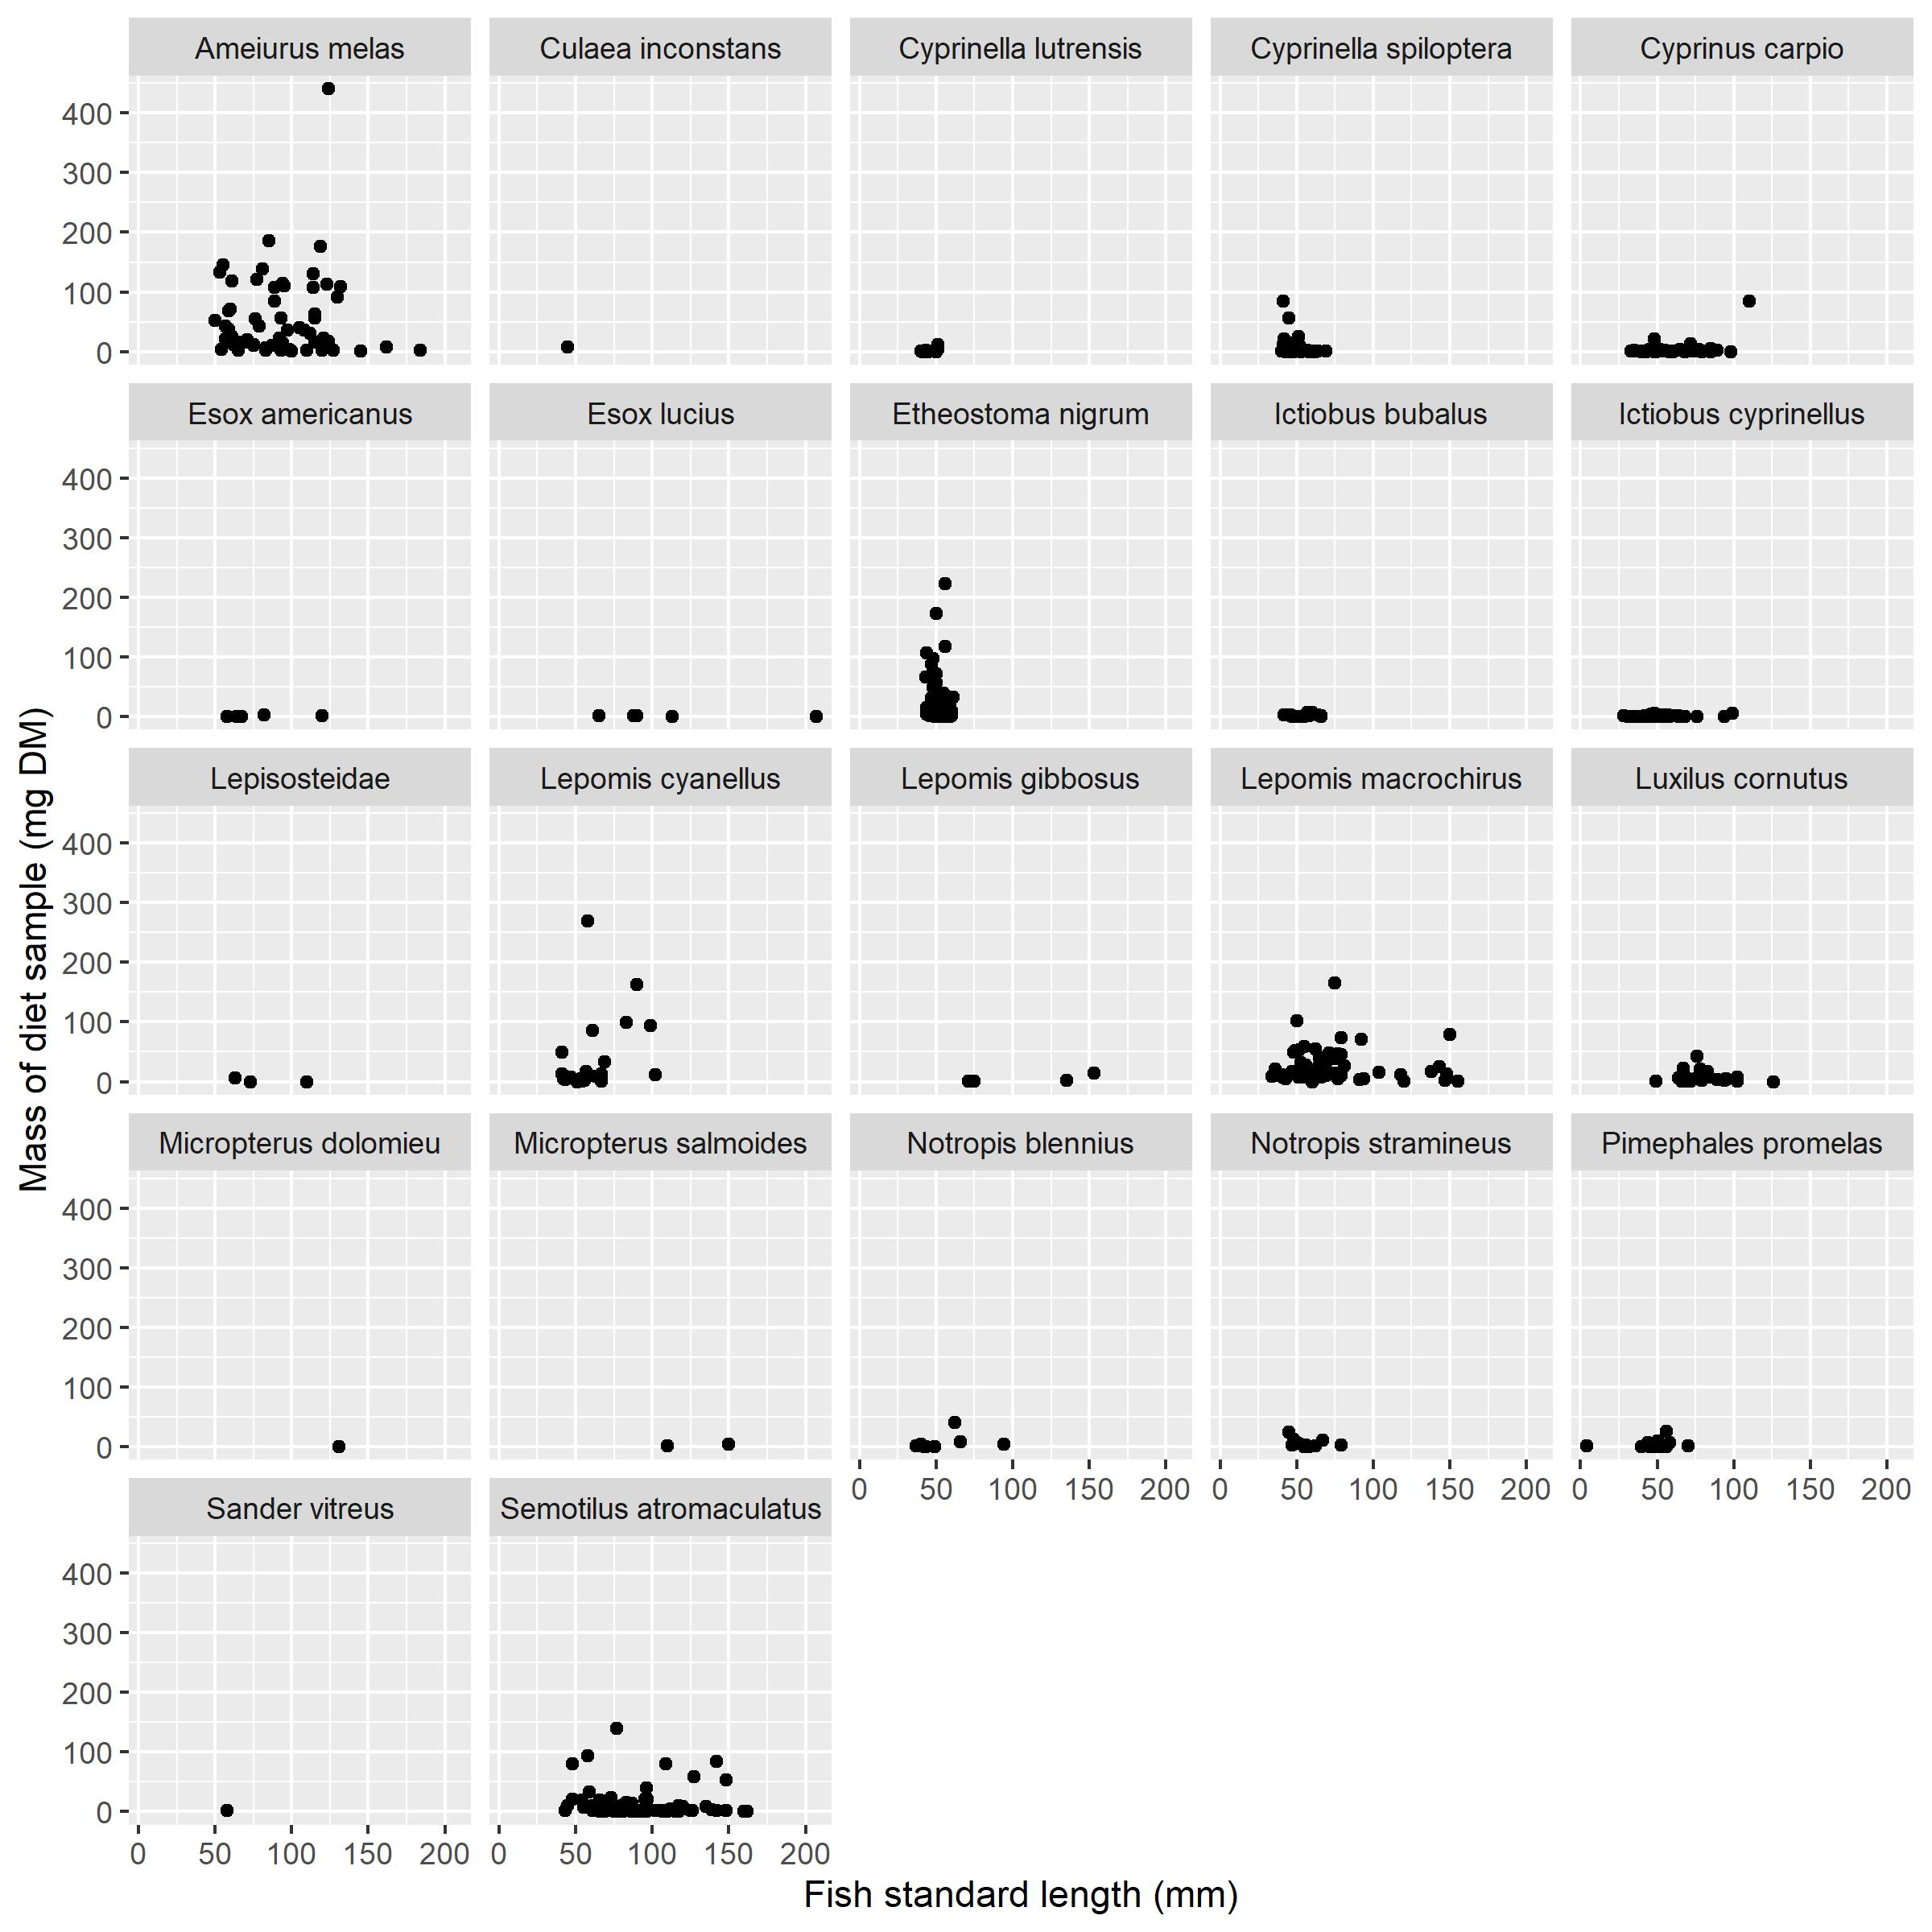 Ameiurus melas
Culaea inconstans
Cyprinella lutrensis
Cyprinella spiloptera
Cyprinus carpio
400
300
200
100
0
Esox americanus
Esox lucius
Etheostoma nigrum
Ictiobus bubalus
Ictiobus cyprinellus
400
300
200
100
0
Mass of diet sample (mg DM)
Lepisosteidae
Lepomis cyanellus
Lepomis gibbosus
Lepomis macrochirus
Luxilus cornutus
400
300
200
100
0
Micropterus dolomieu
Micropterus salmoides
Notropis blennius
Notropis stramineus
Pimephales promelas
400
300
200
100
0
0 50 100 150 200
0 50 100 150 200
0 50 100 150 200
Sander vitreus
Semotilus atromaculatus
400
300
200
100
0
0 50 100 150 200
0 50 100 150 200
Fish standard length (mm)